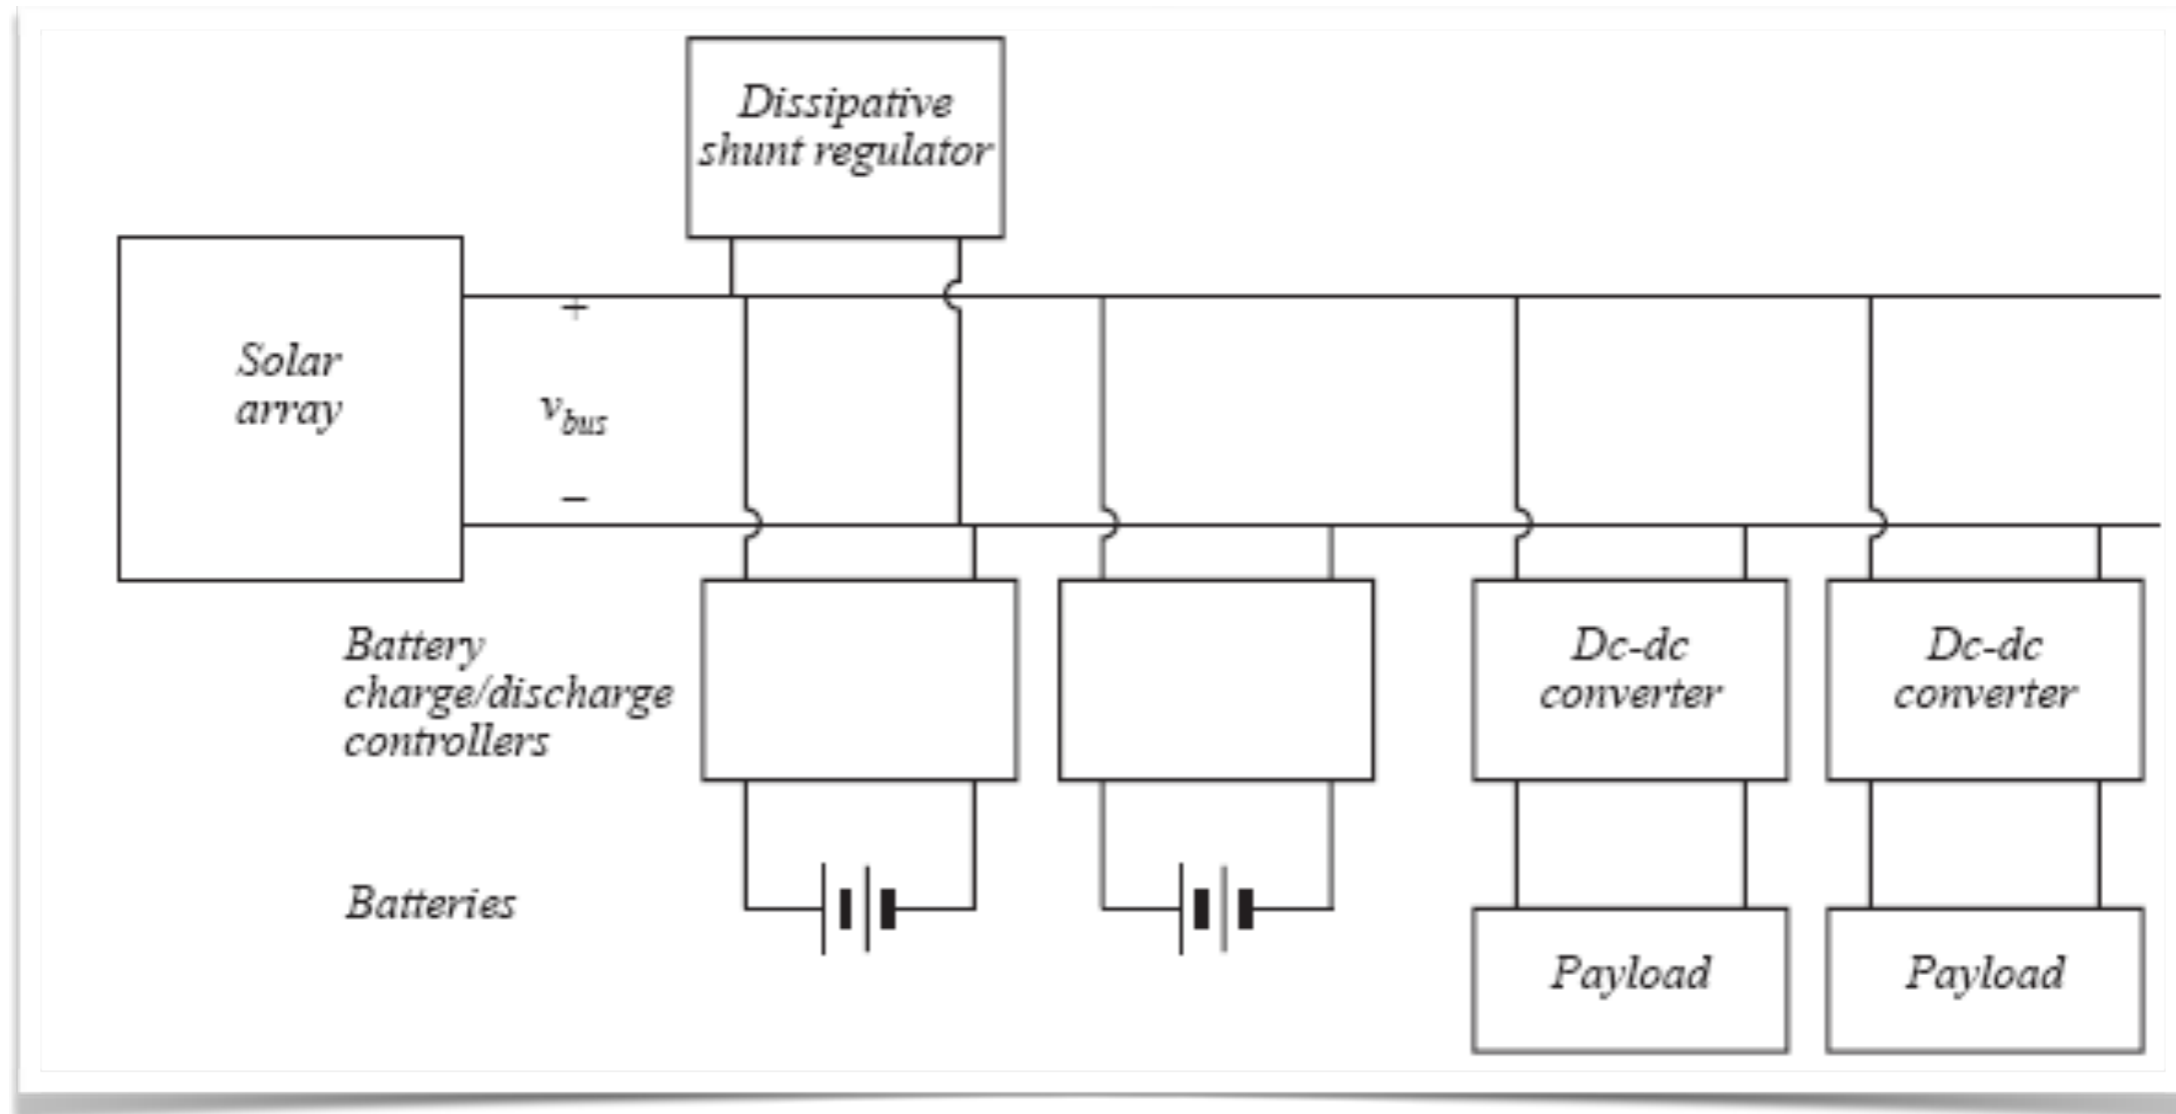 Dissipative
shunt regulator
Solar
array
+
v_bus
−
Battery
charge/discharge
controllers
Dc-dc
converter
Dc-dc
converter
Batteries
Payload
Payload